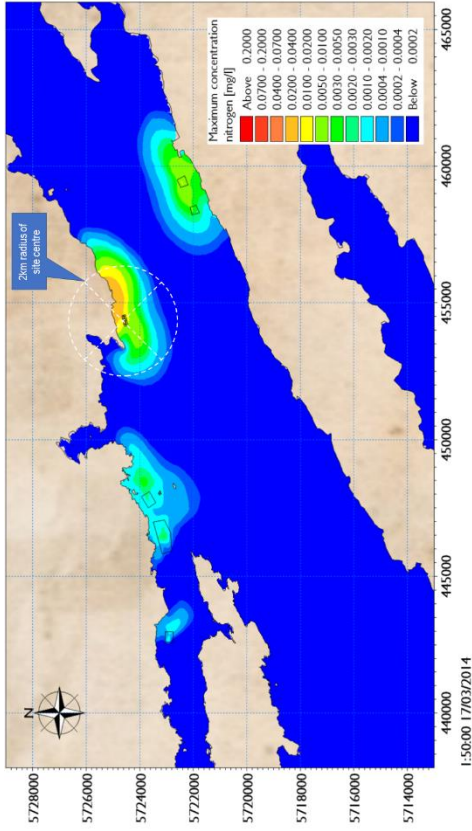 2km radius of
site centre
Maximum concentration
nitrogen [mg/l]
Above 0.2000
0.0700 - 0.2000
0.0400 - 0.0700
0.0200 - 0.0400
0.0100 - 0.0200
0.0050 - 0.0100
0.0030 - 0.0050
0.0020 - 0.0030
0.0010 - 0.0020
0.0004 - 0.0010
0.0002 - 0.0004
Below 0.0002
N
5728000
5726000
5724000
5722000
5720000
5718000
5716000
5714000
440000
445000
450000
455000
460000
465000
1:50:00 17/03/2014